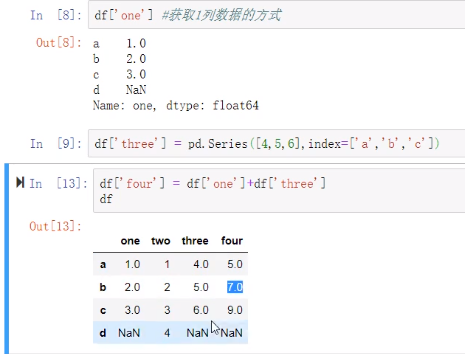 In [8]: df['one'] #获取1列数据的方式
Out[8]: a 1.0
b 2.0
c 3.0
d NaN
Name: one, dtype: float64
In [9]: df['three'] = pd.Series([4,5,6],index=['a','b','c'])
In [13]: df['four'] = df['one']+df['three']
df
Out[13]:
one two three four
a 1.0 1 4.0 5.0
b 2.0 2 5.0 7.0
c 3.0 3 6.0 9.0
d NaN 4 NaN NaN